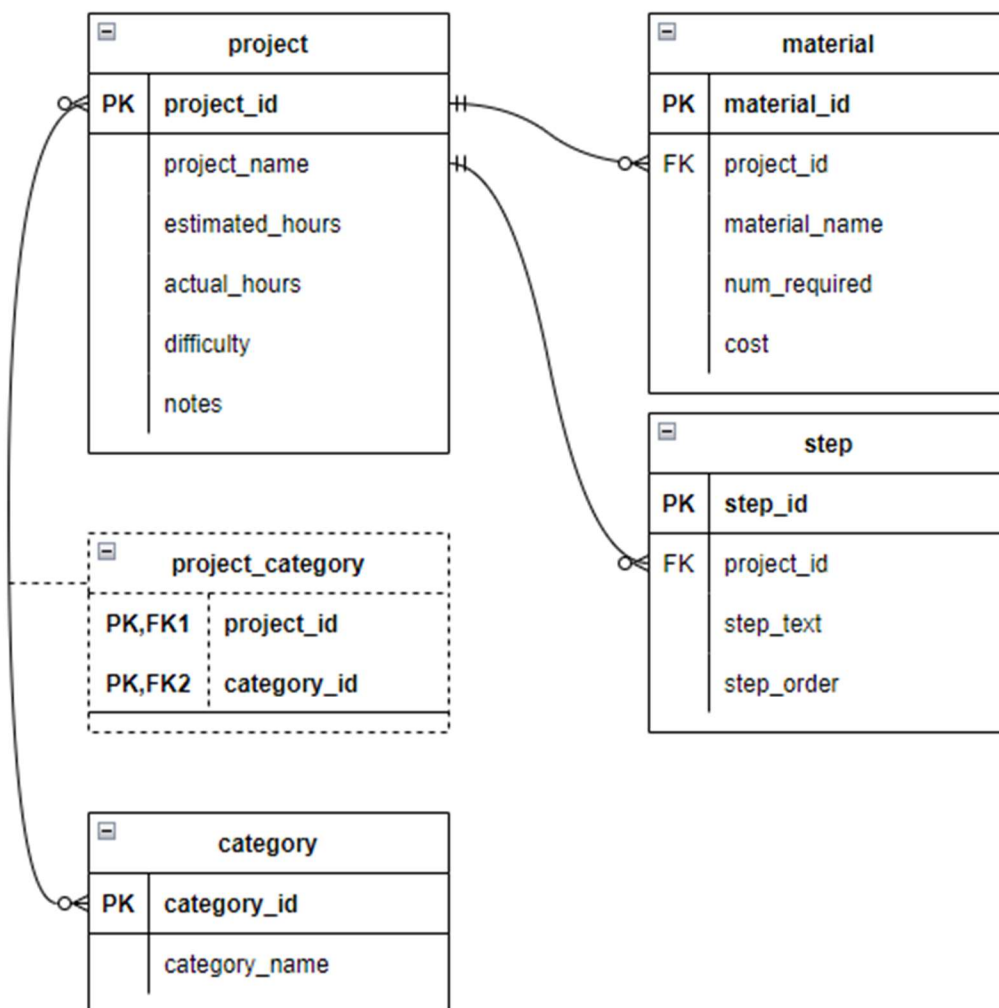 project
PK project_id
project_name
estimated_hours
actual_hours
difficulty
notes
material
PK material_id
FK project_id
material_name
num_required
cost
step
PK step_id
FK project_id
step_text
step_order
project_category
PK,FK1 project_id
PK,FK2 category_id
category
PK category_id
category_name